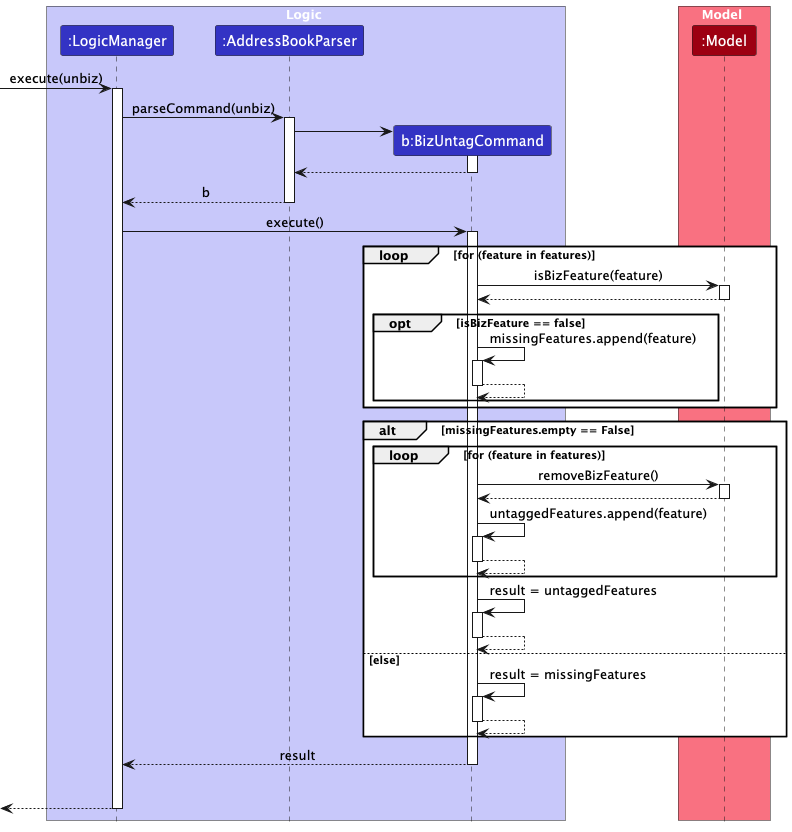 Logic
Model
:LogicManager
:AddressBookParser
:Model
execute(unbiz)
parseCommand(unbiz)
b:BizUntagCommand
b
execute()
loop
[for (feature in features)]
isBizFeature(feature)
opt
[isBizFeature == false]
missingFeatures.append(feature)
alt
[missingFeatures.empty == False]
loop
[for (feature in features)]
removeBizFeature()
untaggedFeatures.append(feature)
result = untaggedFeatures
[else]
result = missingFeatures
result